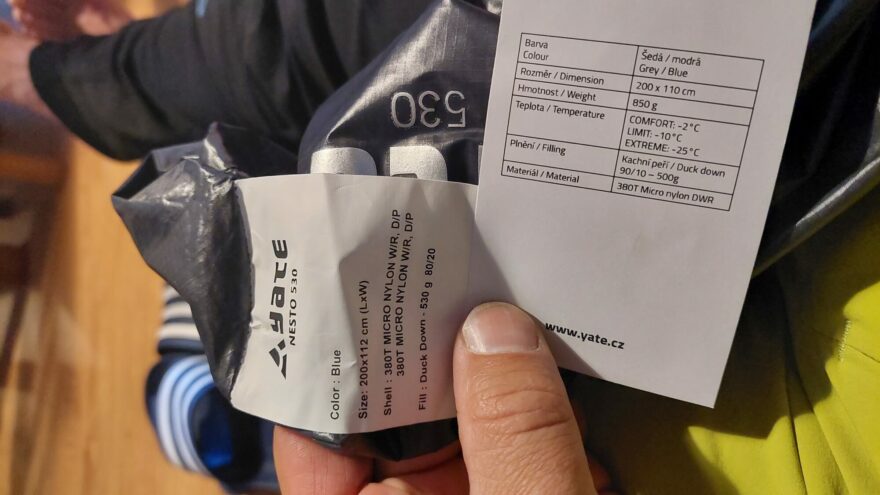 530
Barva
Colour
Šedá / modrá
Grey / Blue
Rozměr / Dimension
200 x 110 cm
Hmotnost / Weight
850 g
Teplota / Temperature
COMFORT: -2°C
LIMIT: -10°C
EXTREME: -25°C
Plnění / Filling
Kachní peří / Duck down
90/10 – 500g
Materiál / Material
380T Micro nylon DWR
www.yate.cz
yate
NESTO 530
Color : Blue
Size: 200x112 cm (LxW)
Shell : 380T MICRO NYLON W/R, D/P
380T MICRO NYLON W/R, D/P
Fill : Duck Down - 530 g 80/20